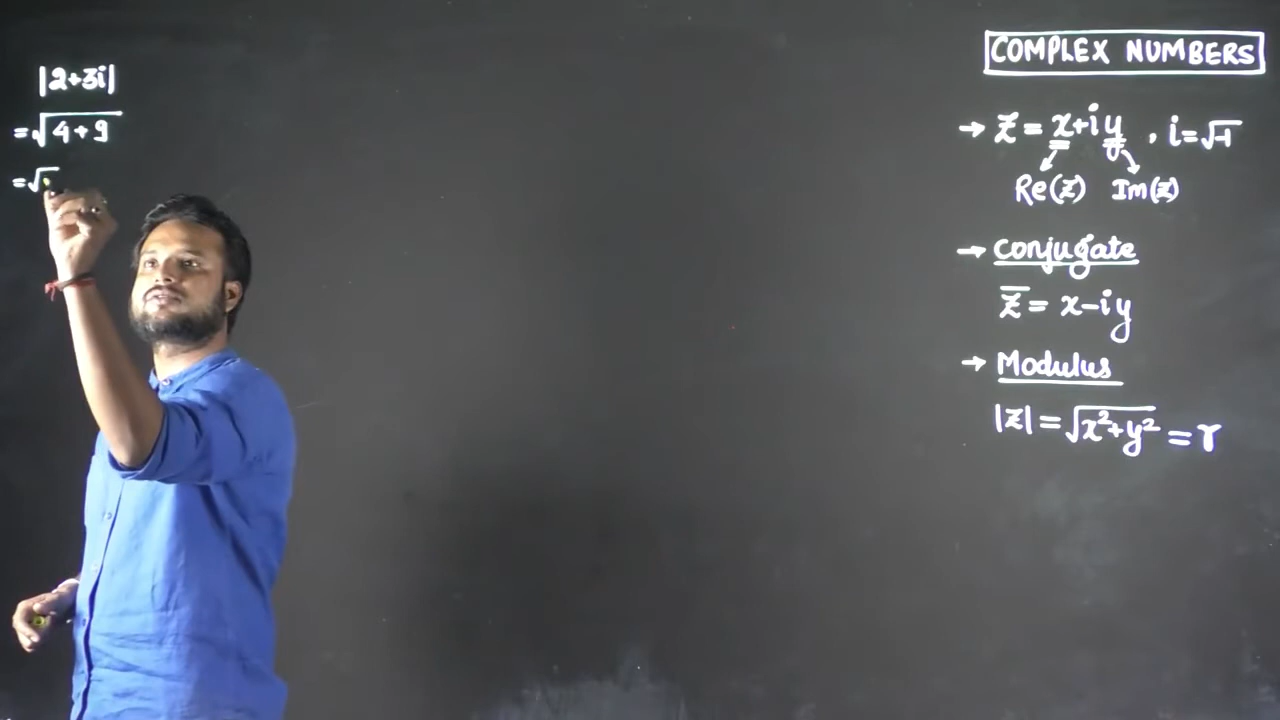 |2+3i|
=√4+9
=√
COMPLEX NUMBERS
→ z = x+iy , i=√-1
Re(z) Im(z)
→ conjugate
z̅ = x-iy
→ Modulus
|z| = √x²+y² = r